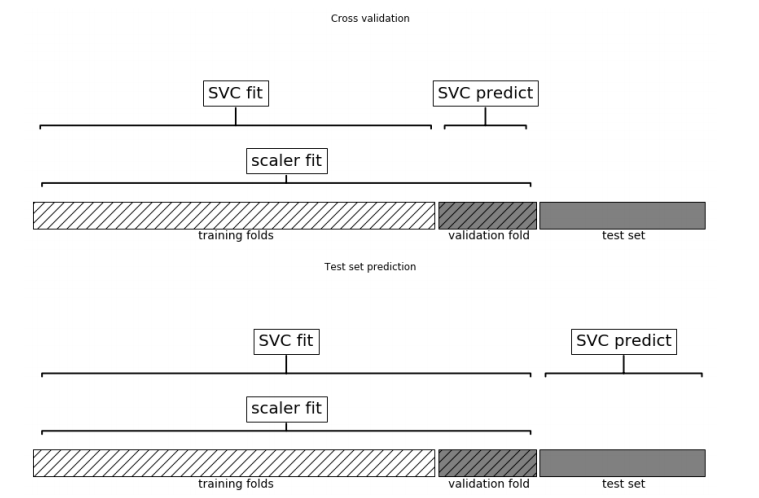 Cross validation
SVC fit
SVC predict
scaler fit
training folds
validation fold
test set
Test set prediction
SVC fit
SVC predict
scaler fit
training folds
validation fold
test set